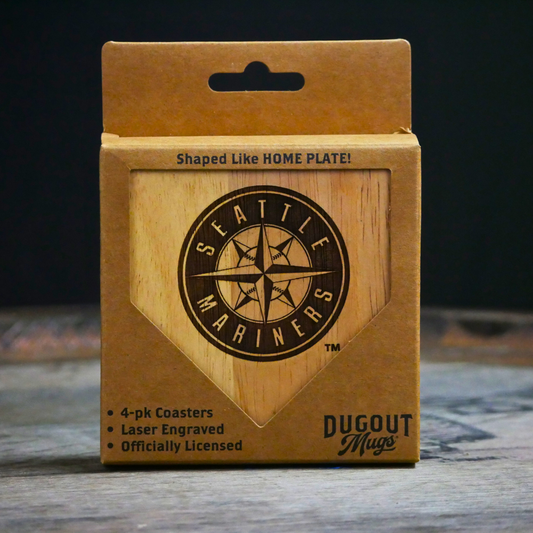 Shaped Like HOME PLATE!
SEATTLE
MARINERS
TM
• 4-pk Coasters
• Laser Engraved
• Officially Licensed
DUGOUT
Mugs